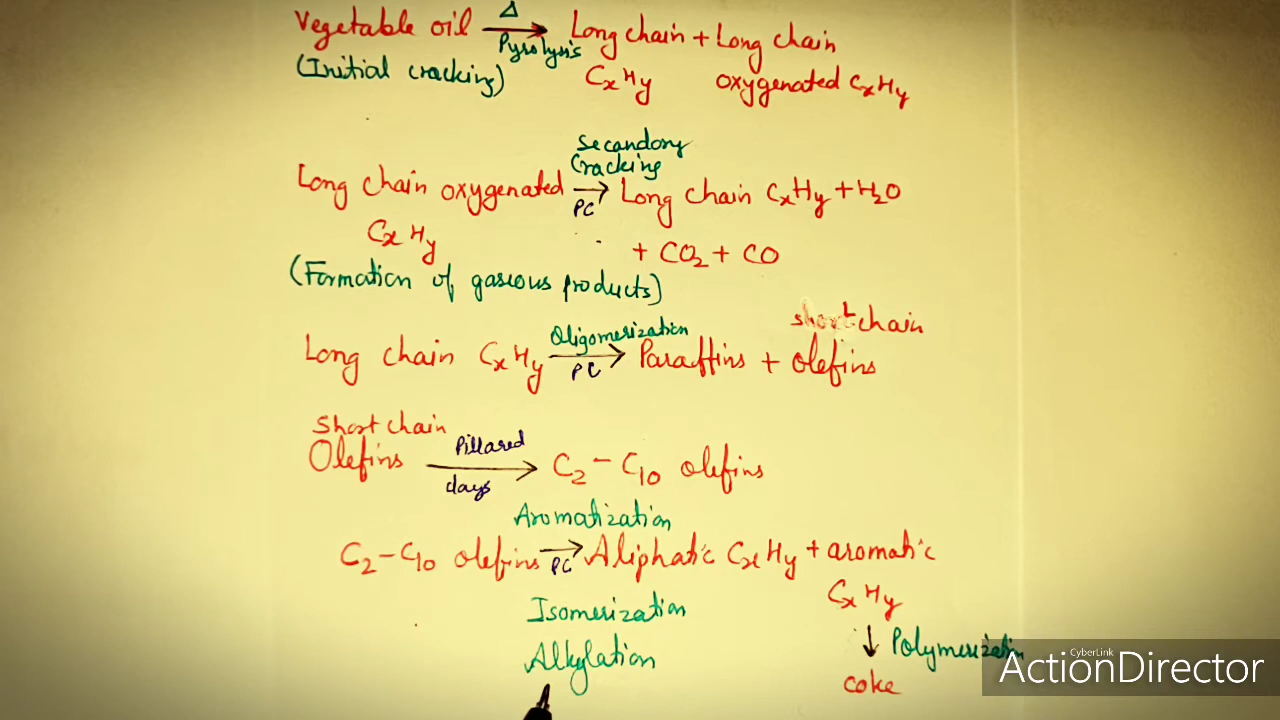 Δ
Vegetable oil → Long chain + Long chain
Pyrolysis
(Initial cracking) CxHy oxygenated CxHy
Secondary
Cracking
Long chain oxygenated → Long chain CxHy + H2O
PC
CxHy + CO2 + CO
(Formation of gaseous products)
short chain
Oligomerization
Long chain CxHy → Paraffins + Olefins
PC
Short chain
Olefins Pillared → C2 - C10 olefins
days
Aromatization
C2 - C10 olefins → Aliphatic CxHy + aromatic
PC
CxHy
Isomerization
↓ Polymerization
Alkylation
coke
CyberLink
ActionDirector